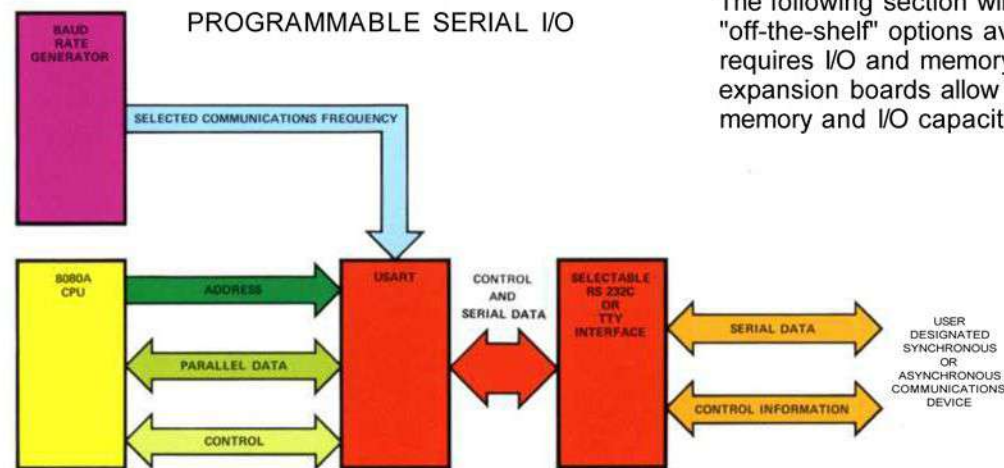 PROGRAMMABLE SERIAL I/O
The following section wil
"off-the-shelf" options av
requires I/O and memory
expansion boards allow
memory and I/O capacit
BAUD
RATE
GENERATOR
SELECTED COMMUNICATIONS FREQUENCY
8080A
CPU
ADDRESS
PARALLEL DATA
CONTROL
USART
CONTROL
AND
SERIAL DATA
SELECTABLE
RS 232C
OR
TTY
INTERFACE
SERIAL DATA
CONTROL INFORMATION
USER
DESIGNATED
SYNCHRONOUS
OR
ASYNCHRONOUS
COMMUNICATIONS
DEVICE